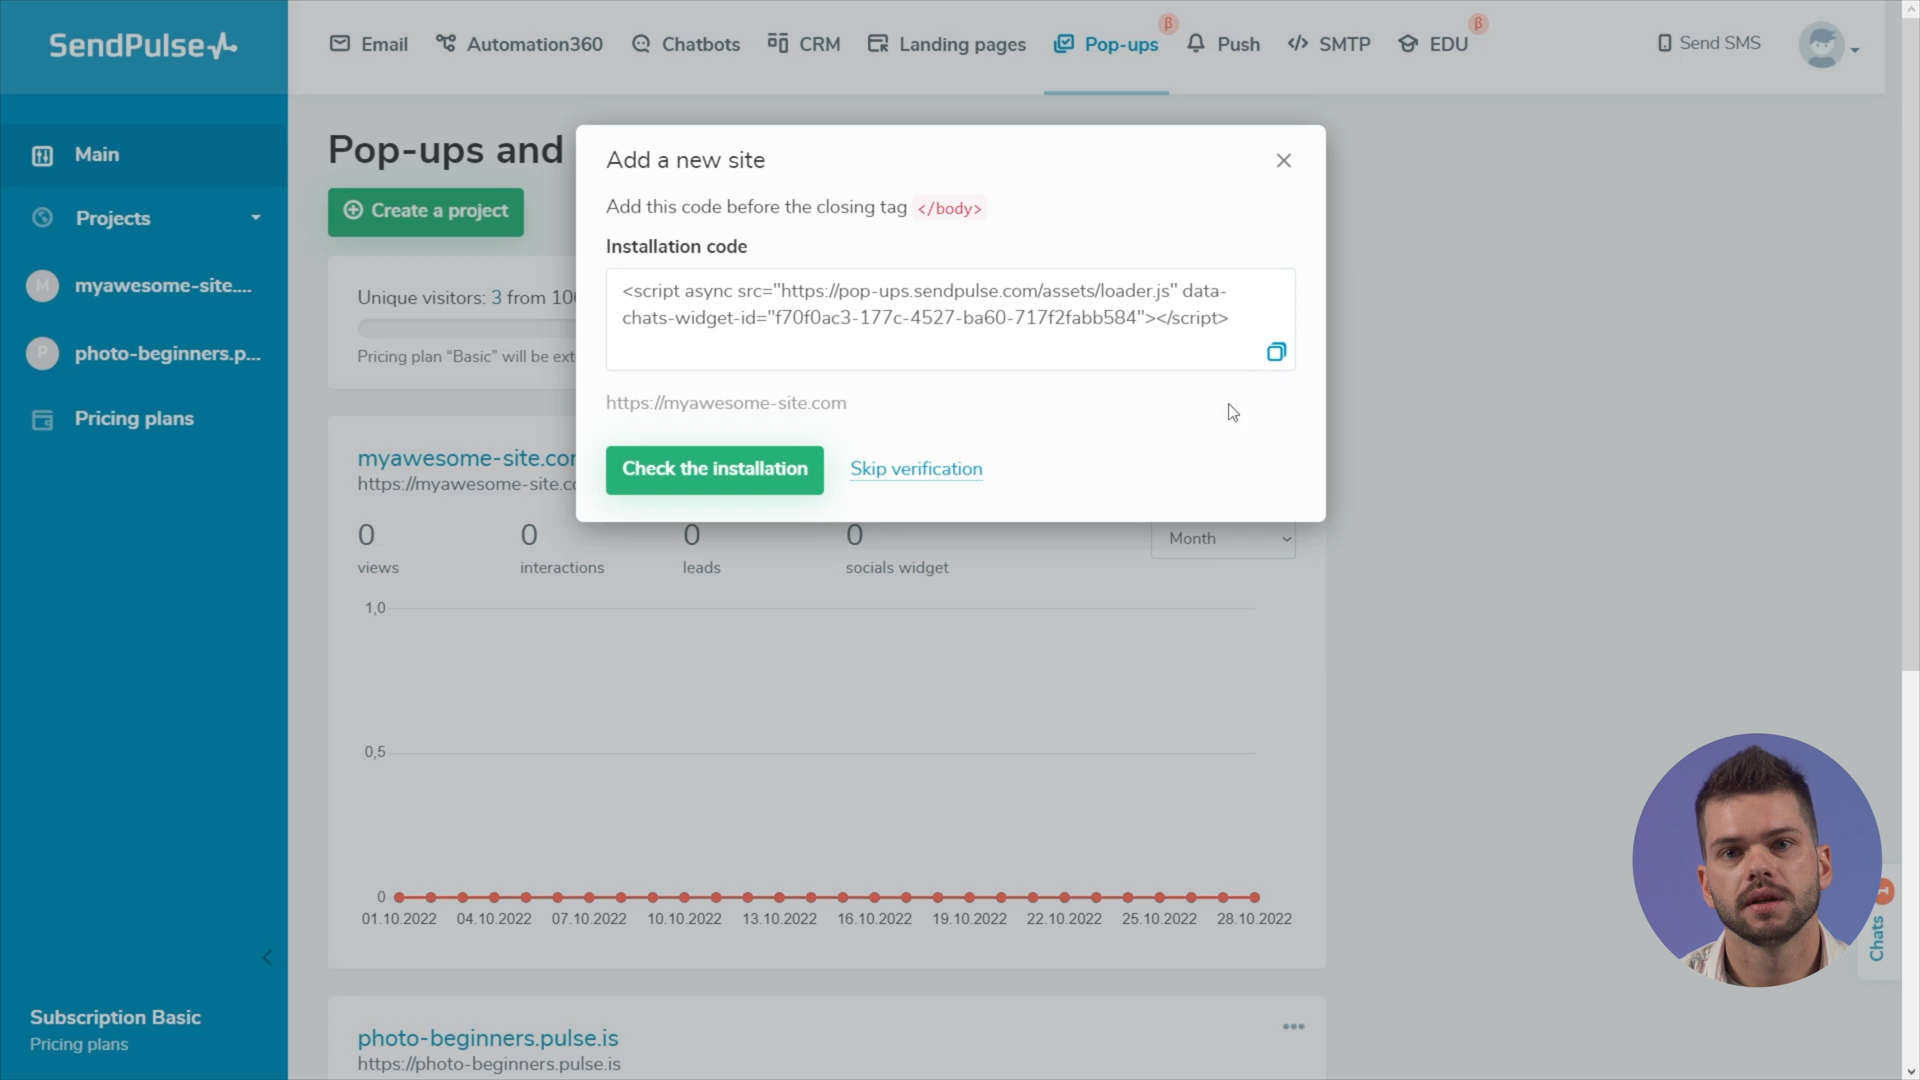 SendPulse
Email
Automation360
Chatbots
CRM
Landing pages
Pop-ups
β
Push
</> SMTP
EDU
β
Send SMS
Main
Projects
myawesome-site....
photo-beginners.p...
Pricing plans
Subscription Basic
Pricing plans
Pop-ups and
Create a project
Unique visitors: 3 from 100
Pricing plan “Basic” will be ext
Add a new site
Add this code before the closing tag </body>
Installation code
<script async src="https://pop-ups.sendpulse.com/assets/loader.js" data-
chats-widget-id="f70f0ac3-177c-4527-ba60-717f2fabb584"></script>
https://myawesome-site.com
Check the installation
Skip verification
myawesome-site.com
https://myawesome-site.co
0 0 0 0
views interactions leads socials widget
Month
1,0
0,5
0
01.10.2022 04.10.2022 07.10.2022 10.10.2022 13.10.2022 16.10.2022 19.10.2022 22.10.2022 25.10.2022 28.10.2022
photo-beginners.pulse.is
https://photo-beginners.pulse.is
Chats